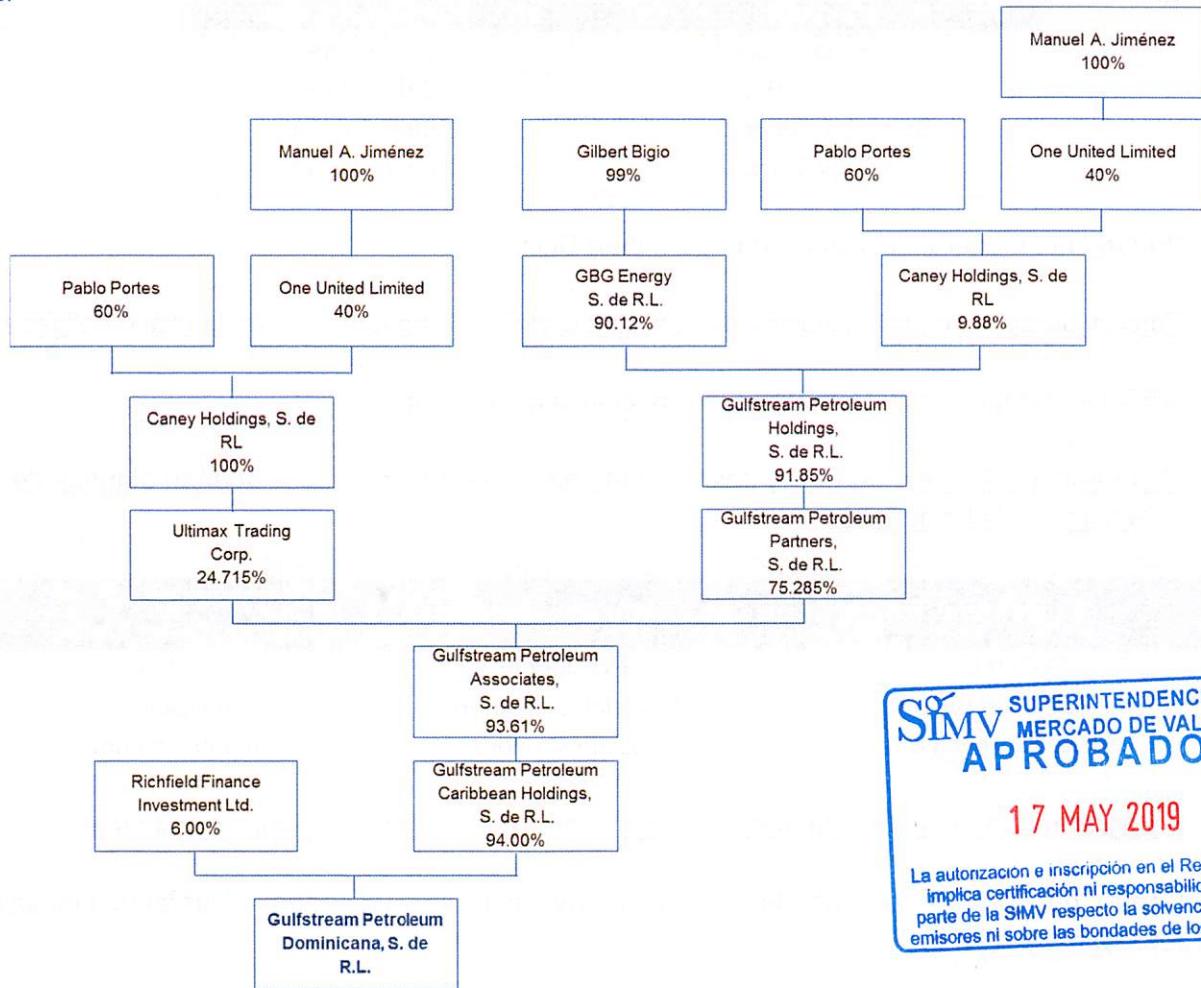 Manuel A. Jiménez
100%
Manuel A. Jiménez
100%
Gilbert Bigio
99%
Pablo Portes
60%
One United Limited
40%
Pablo Portes
60%
One United Limited
40%
GBG Energy
S. de R.L.
90.12%
Caney Holdings, S. de
RL
9.88%
Caney Holdings, S. de
RL
100%
Gulfstream Petroleum
Holdings,
S. de R.L.
91.85%
Ultimax Trading
Corp.
24.715%
Gulfstream Petroleum
Partners,
S. de R.L.
75.285%
Gulfstream Petroleum
Associates,
S. de R.L.
93.61%
Richfield Finance
Investment Ltd.
6.00%
Gulfstream Petroleum
Caribbean Holdings,
S. de R.L.
94.00%
Gulfstream Petroleum
Dominicana, S. de
R.L.
SIMV SUPERINTENDENC
MERCADO DE VAL
APROBADO
17 MAY 2019
La autorización e inscripción en el Re
implica certificación ni responsabilid
parte de la SIMV respecto la solvenc
emisores ni sobre las bondades de lo